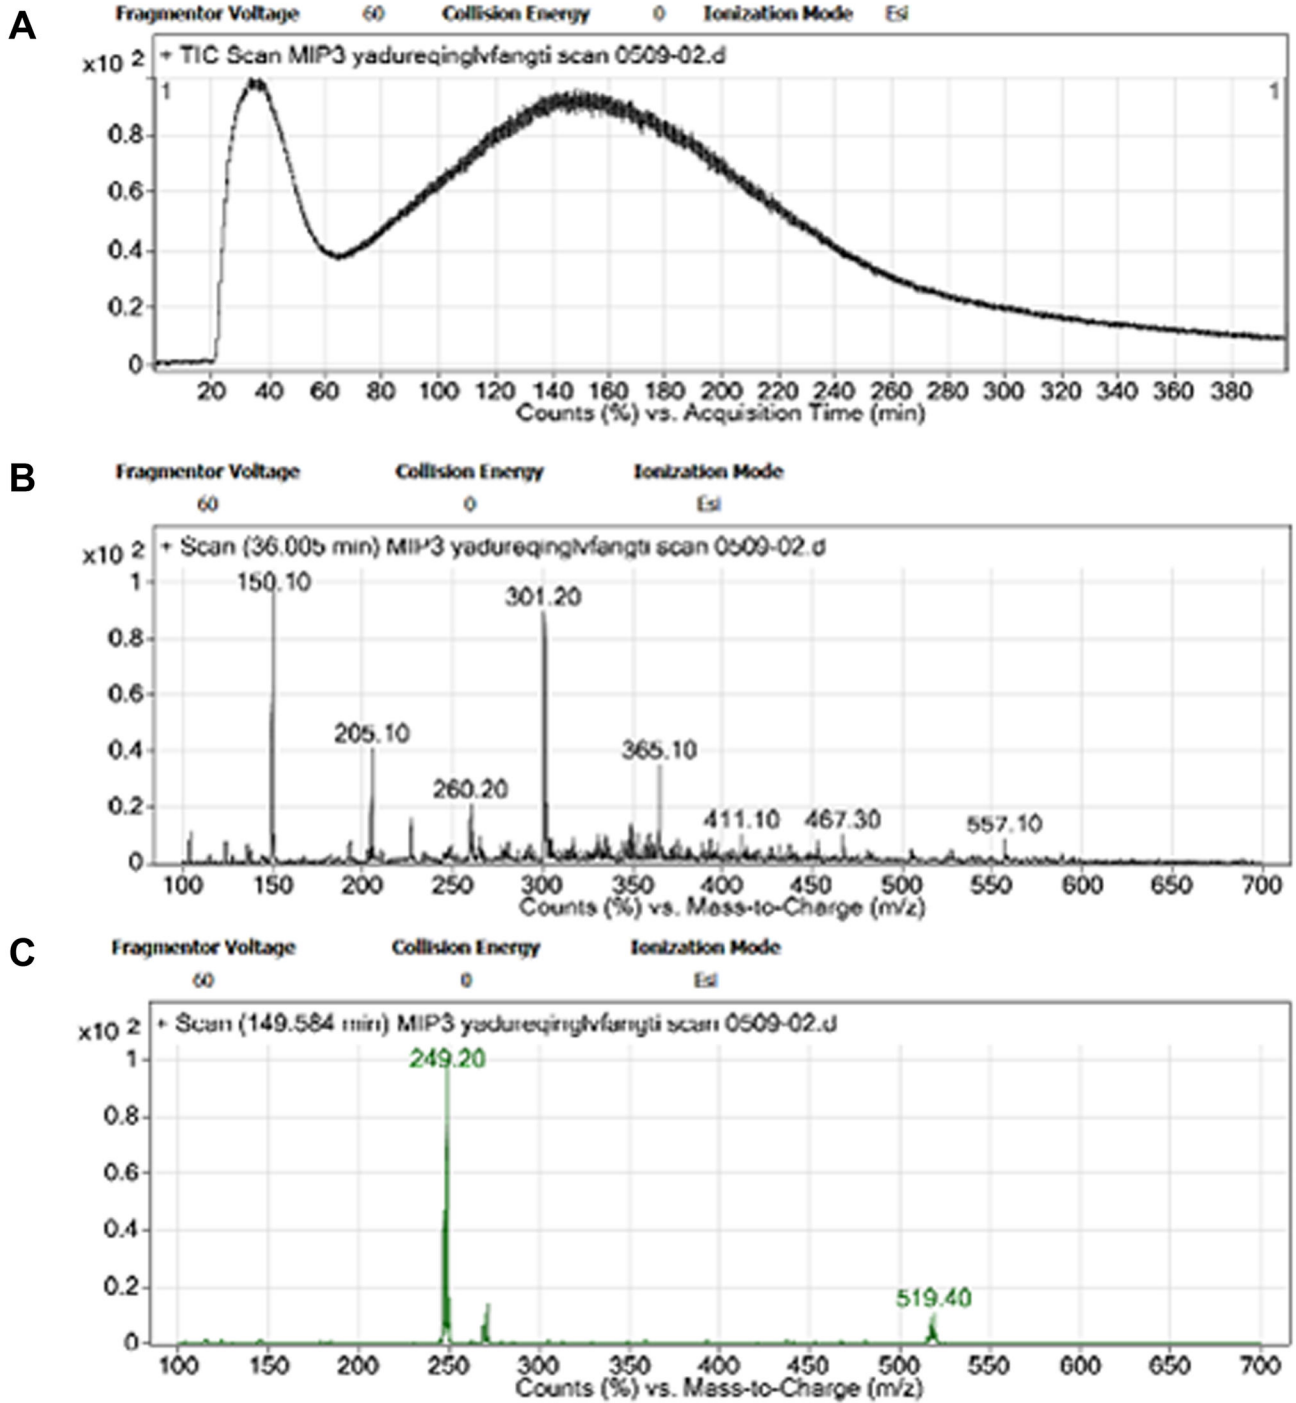 A
Fragmentor Voltage 60 Collision Energy 0 Ionization Mode Esi
x10 2
+ TIC Scan MIP3 yadureqinglvfangti scan 0509-02.d
1 1
0.8
0.6
0.4
0.2
0
20 40 60 80 100 120 140 160 180 200 220 240 260 280 300 320 340 360 380
Counts (%) vs. Acquisition Time (min)
B
Fragmentor Voltage Collision Energy Ionization Mode
60 0 Esi
x10 2
+ Scan (36.005 min) MIP3 yadureqinglvfangti scan 0509-02.d
1
150.10
301.20
0.8
0.6
205.10
0.4
365.10
260.20
0.2
411.10 467.30 557.10
0
100 150 200 250 300 350 400 450 500 550 600 650 700
Counts (%) vs. Mass-to-Charge (m/z)
C
Fragmentor Voltage Collision Energy Ionization Mode
60 0 Esi
x10 2
+ Scan (149.584 min) MIP3 yadureqinglvfangti scan 0509-02.d
1
249.20
0.8
0.6
0.4
0.2
519.40
0
100 150 200 250 300 350 400 450 500 550 600 650 700
Counts (%) vs. Mass-to-Charge (m/z)